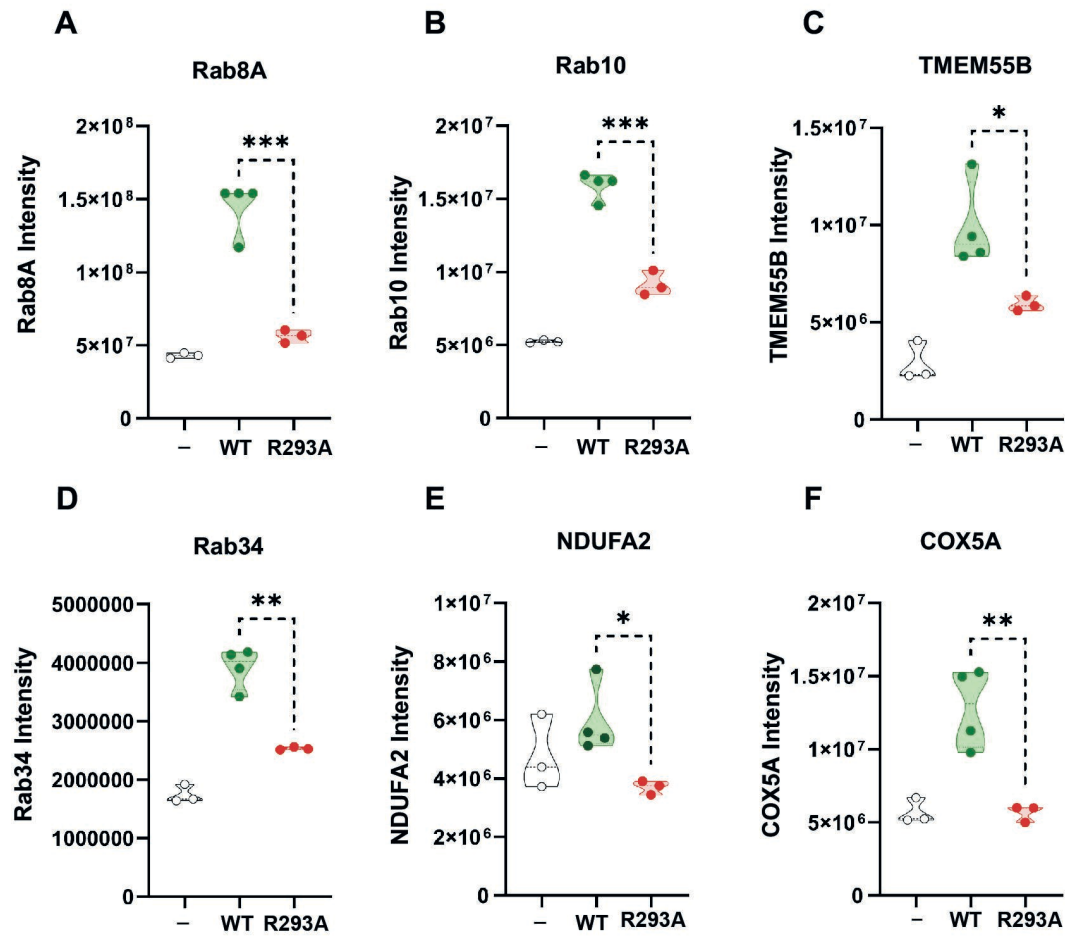 A
Rab8A
Rab8A Intensity
2×10⁸
1.5×10⁸
1×10⁸
5×10⁷
0
***
– WT R293A
B
Rab10
Rab10 Intensity
2×10⁷
1.5×10⁷
1×10⁷
5×10⁶
0
***
– WT R293A
C
TMEM55B
TMEM55B Intensity
1.5×10⁷
1×10⁷
5×10⁶
0
*
– WT R293A
D
Rab34
Rab34 Intensity
5000000
4000000
3000000
2000000
1000000
0
**
– WT R293A
E
NDUFA2
NDUFA2 Intensity
1×10⁷
8×10⁶
6×10⁶
4×10⁶
2×10⁶
0
*
– WT R293A
F
COX5A
COX5A Intensity
2×10⁷
1.5×10⁷
1×10⁷
5×10⁶
0
**
– WT R293A